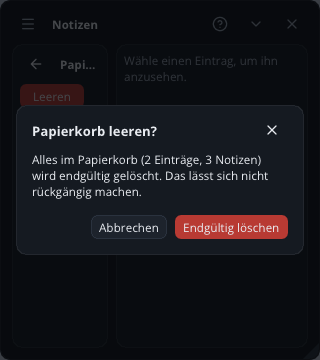 Notizen
Papi...
Wähle einen Eintrag, um ihn
anzusehen.
Leeren
Papierkorb leeren?
Alles im Papierkorb (2 Einträge, 3 Notizen)
wird endgültig gelöscht. Das lässt sich nicht
rückgängig machen.
Abbrechen
Endgültig löschen